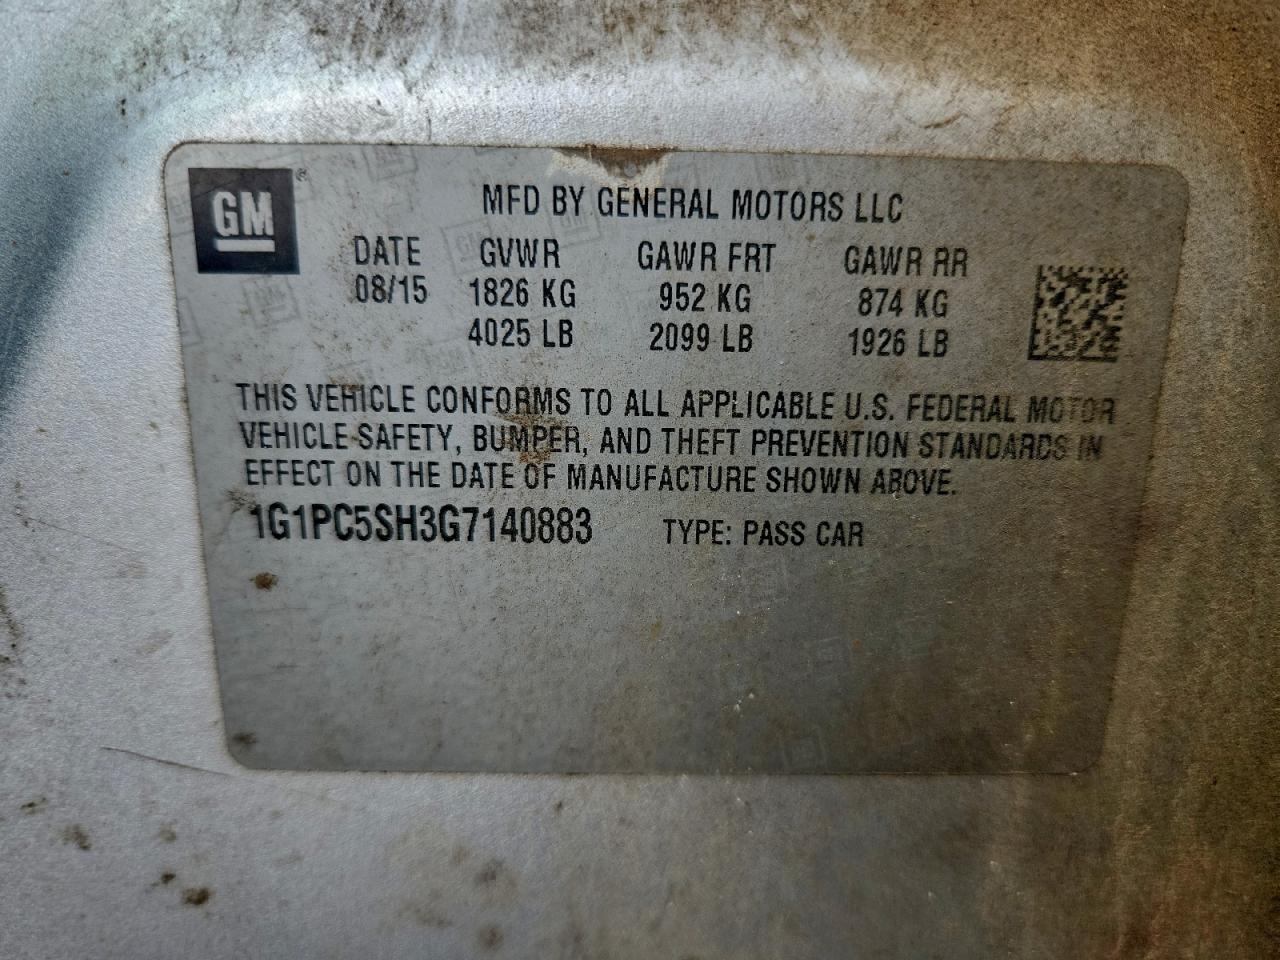 GM®
MFD BY GENERAL MOTORS LLC
DATE GVWR GAWR FRT GAWR RR
08/15 1826 KG 952 KG 874 KG
4025 LB 2099 LB 1926 LB
THIS VEHICLE CONFORMS TO ALL APPLICABLE U.S. FEDERAL MOTOR
VEHICLE SAFETY, BUMPER, AND THEFT PREVENTION STANDARDS IN
EFFECT ON THE DATE OF MANUFACTURE SHOWN ABOVE.
1G1PC5SH3G7140883 TYPE: PASS CAR